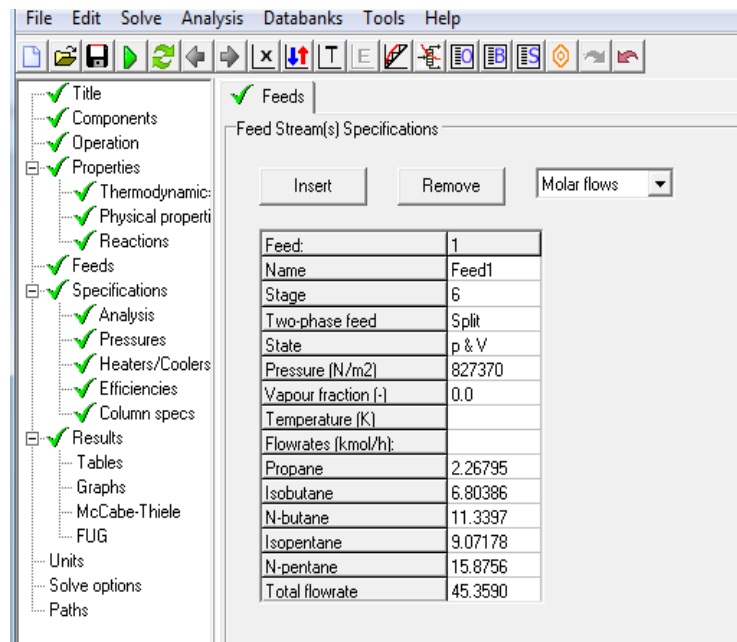 File Edit Solve Analysis Databanks Tools Help
X T E O B S
Title
Components
Operation
Properties
Thermodynamic:
Physical properti
Reactions
Feeds
Specifications
Analysis
Pressures
Heaters/Coolers
Efficiencies
Column specs
Results
Tables
Graphs
McCabe-Thiele
FUG
Units
Solve options
Paths
Feeds
Feed Stream(s) Specifications
Insert Remove Molar flows
Feed: 1
Name Feed1
Stage 6
Two-phase feed Split
State p & V
Pressure (N/m2) 827370
Vapour fraction (-) 0.0
Temperature (K)
Flowrates (kmol/h):
Propane 2.26795
Isobutane 6.80386
N-butane 11.3397
Isopentane 9.07178
N-pentane 15.8756
Total flowrate 45.3590